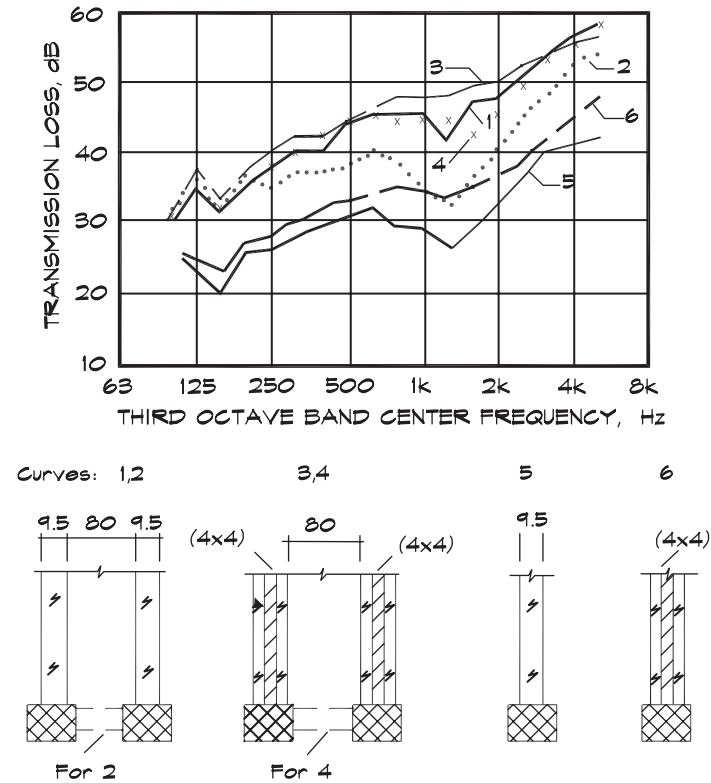 60
50
40
30
20
10
TRANSMISSION LOSS, dB
3
2
1
4
6
5
63 125 250 500 1k 2k 4k 8k
THIRD OCTAVE BAND CENTER FREQUENCY, Hz
Curves: 1,2 3,4 5 6
9.5 80 9.5
(4x4) 80 (4x4)
9.5
(4x4)
For 2
For 4